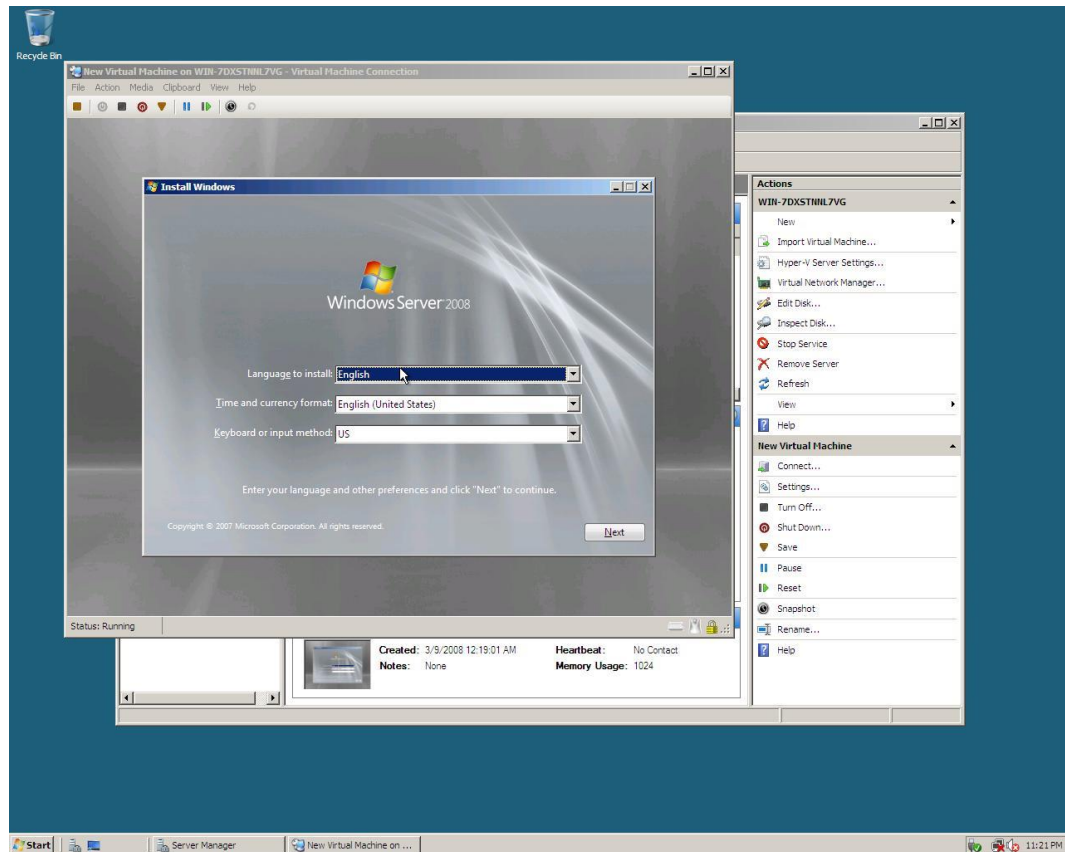 Recycle Bin
New Virtual Machine on WIN-7DXSTNNL7VG - Virtual Machine Connection
File Action Media Clipboard View Help
Install Windows
Windows Server 2008
Language to install: English
Time and currency format: English (United States)
Keyboard or input method: US
Enter your language and other preferences and click "Next" to continue.
Copyright © 2007 Microsoft Corporation. All rights reserved.
Next
Status: Running
Created: 3/9/2008 12:19:01 AM Heartbeat: No Contact
Notes: None Memory Usage: 1024
Actions
WIN-7DXSTNNL7VG
New
Import Virtual Machine...
Hyper-V Server Settings...
Virtual Network Manager...
Edit Disk...
Inspect Disk...
Stop Service
Remove Server
Refresh
View
Help
New Virtual Machine
Connect...
Settings...
Turn Off...
Shut Down...
Save
Pause
Reset
Snapshot
Rename...
Help
Start Server Manager New Virtual Machine on ... 11:21 PM